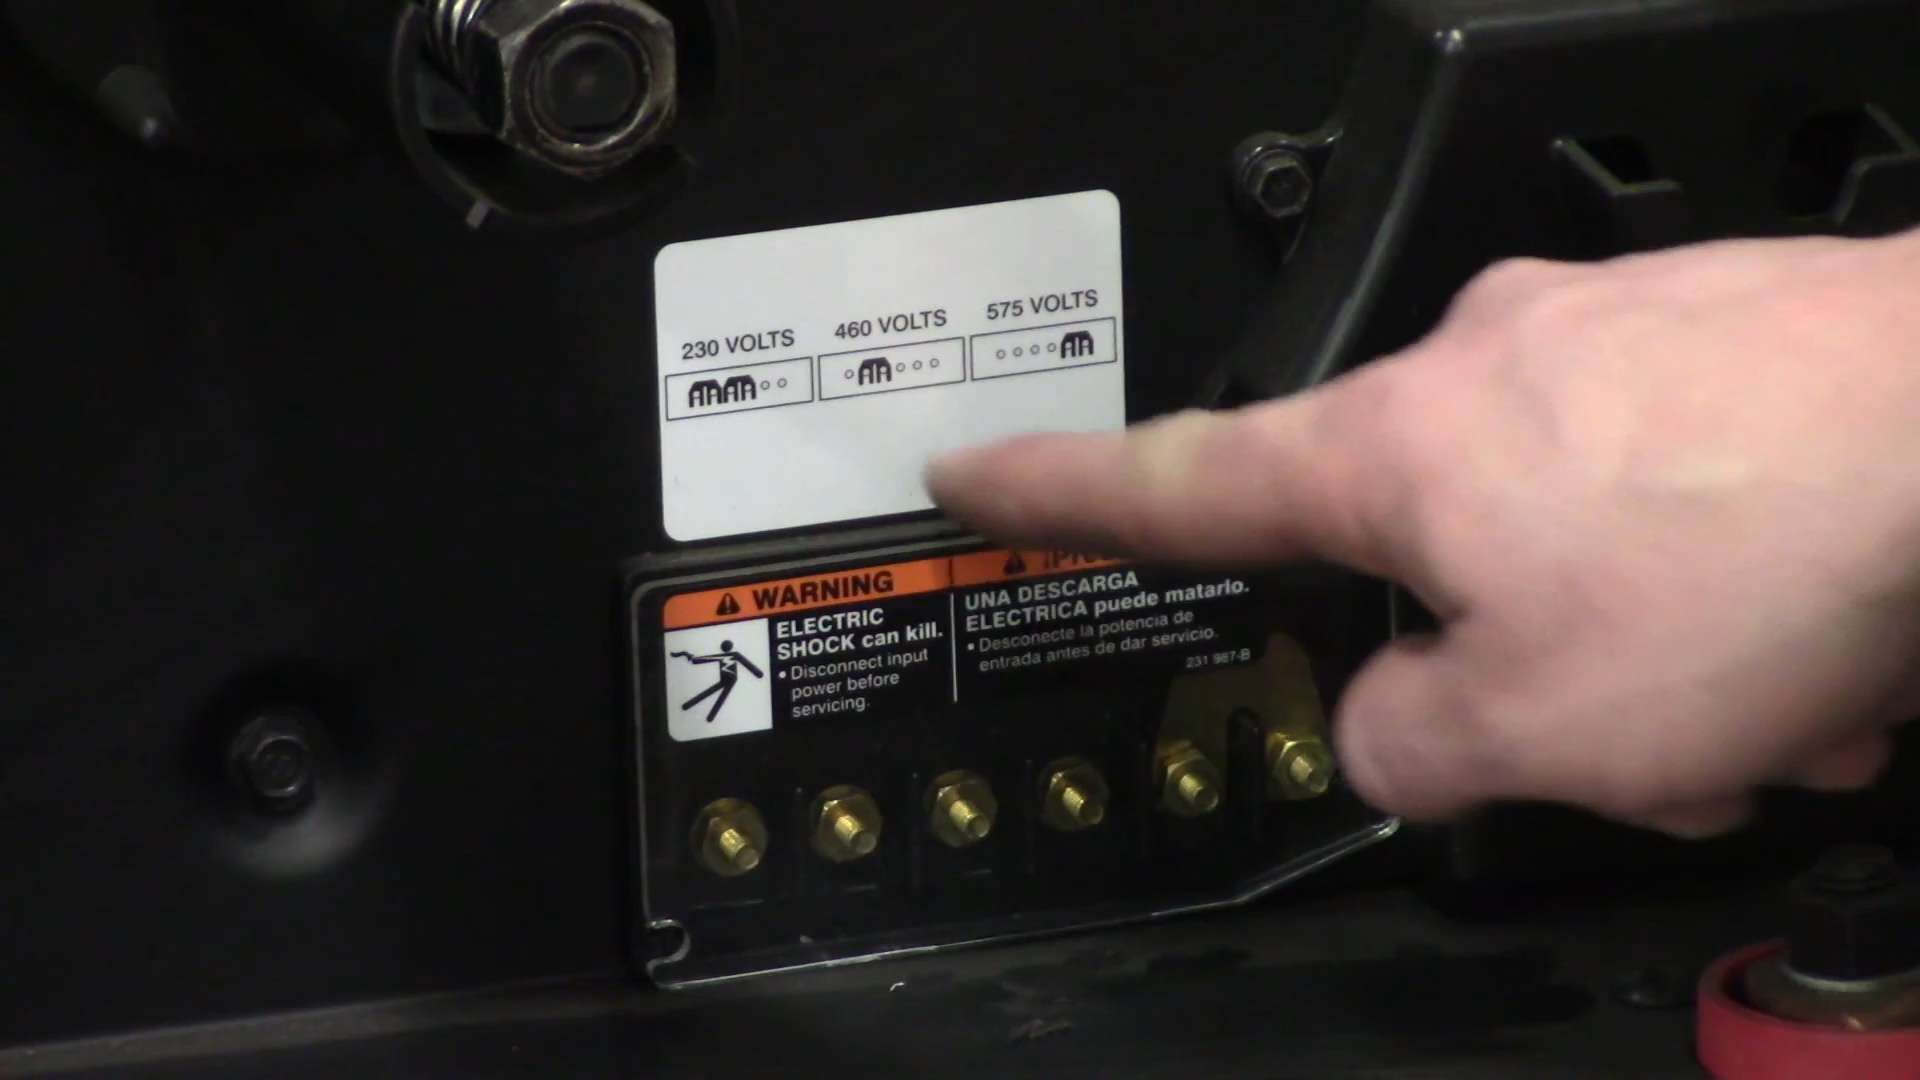 230 VOLTS 460 VOLTS 575 VOLTS
WARNING
ELECTRIC
SHOCK can kill.
• Disconnect input
power before
servicing.
UNA DESCARGA
ELECTRICA puede matarlo.
• Desconecte la potencia de
entrada antes de dar servicio.
231 987-B